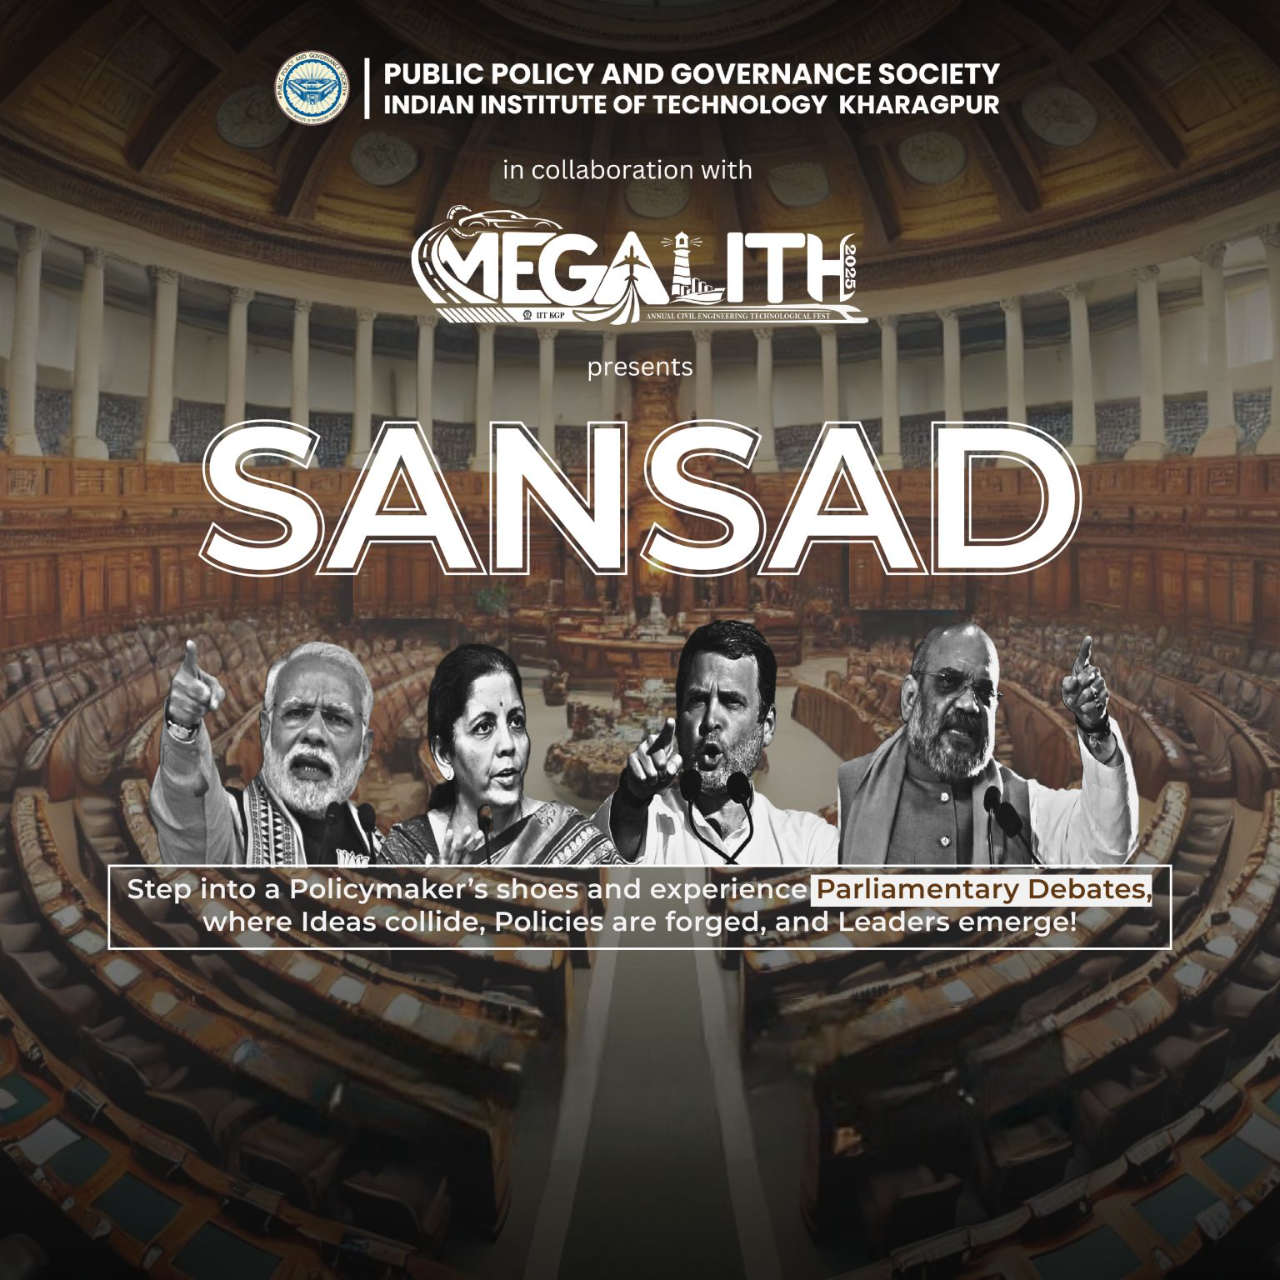 PUBLIC POLICY AND GOVERNANCE SOCIETY
INDIAN INSTITUTE OF TECHNOLOGY KHARAGPUR
in collaboration with
MEGALITH
2025
IIT KGP
ANNUAL CIVIL ENGINEERING TECHNOLOGICAL FEST
presents
SANSAD
Step into a Policymaker’s shoes and experience Parliamentary Debates,
where Ideas collide, Policies are forged, and Leaders emerge!